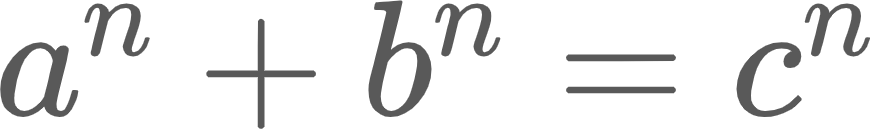 aⁿ + bⁿ = cⁿ